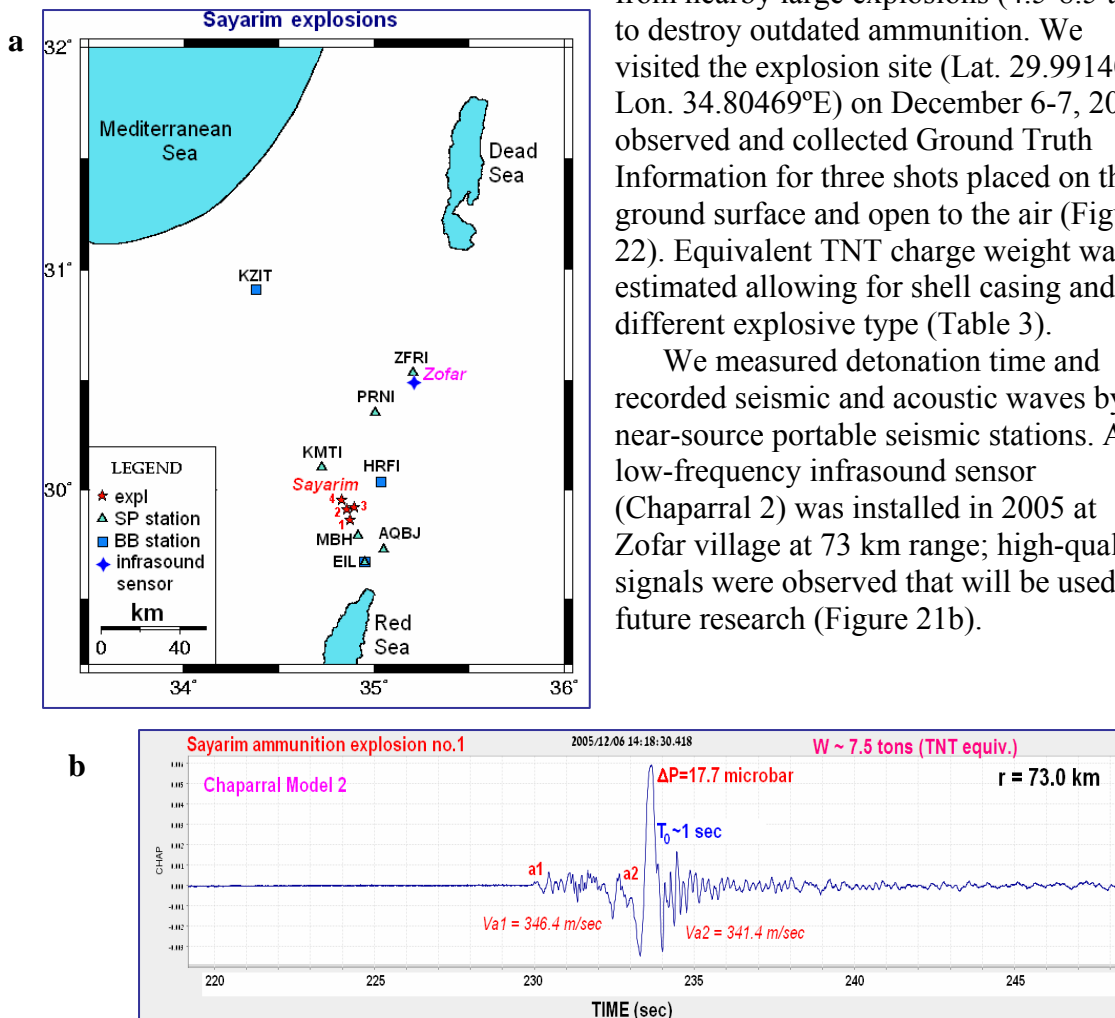 Sayarim explosions
a
32°
Mediterranean
Sea
Dead
Sea
31°
KZIT
ZFRI
Zofar
PRNI
KMTI
HRFI
Sayarim
30°
4
2
3
1
MBH
AQBJ
EIL
LEGEND
expl
SP station
BB station
infrasound
sensor
km
0 40
Red
Sea
34° 35° 36°
to destroy outdated ammunition. We
visited the explosion site (Lat. 29.9914
Lon. 34.80469ºE) on December 6-7, 20
observed and collected Ground Truth
Information for three shots placed on th
ground surface and open to the air (Figu
22). Equivalent TNT charge weight wa
estimated allowing for shell casing and
different explosive type (Table 3).
We measured detonation time and
recorded seismic and acoustic waves by
near-source portable seismic stations. A
low-frequency infrasound sensor
(Chaparral 2) was installed in 2005 at
Zofar village at 73 km range; high-qual
signals were observed that will be used
future research (Figure 21b).
b
Sayarim ammunition explosion no.1
2005/12/06 14:18:30.418
W ~ 7.5 tons (TNT equiv.)
Chaparral Model 2
ΔP=17.7 microbar
r = 73.0 km
T0~1 sec
CHAP
a1
a2
Va1 = 346.4 m/sec
Va2 = 341.4 m/sec
220 225 230 235 240 245
TIME (sec)